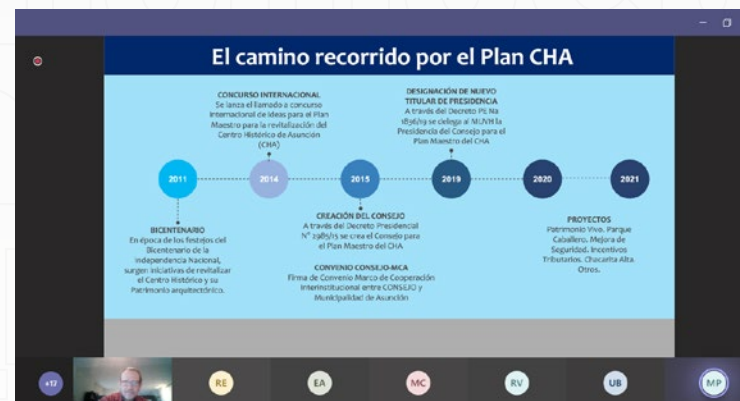 El camino recorrido por el Plan CHA
CONCURSO INTERNACIONAL
Se lanza el llamado a concurso
Internacional de Ideas para el Plan
Maestro para la revitalización del
Centro Histórico de Asunción
(CHA)
DESIGNACIÓN DE NUEVO
TITULAR DE PRESIDENCIA
A través del Decreto PE Na
1836/19 se delega al MUVH la
Presidencia del Consejo para el
Plan Maestro del CHA
2011
2014
2015
2019
2020
2021
BICENTENARIO
En época de los festejos del
Bicentenario de la
Independencia Nacional,
surgen iniciativas de revitalizar
el Centro Histórico y su
Patrimonio arquitectónico.
CREACIÓN DEL CONSEJO
A través del Decreto Presidencial
N° 2985/15 se crea el Consejo para
el Plan Maestro del CHA
CONVENIO CONSEJO-MCA
Firma de Convenio Marco de Cooperación
Interinstitucional entre CONSEJO y
Municipalidad de Asunción
PROYECTOS
Patrimonio Vivo. Parque
Caballero. Mejora de
Seguridad. Incentivos
Tributarios. Chacarita Alta.
Otros.
+17
RE
EA
MC
RV
UB
MP